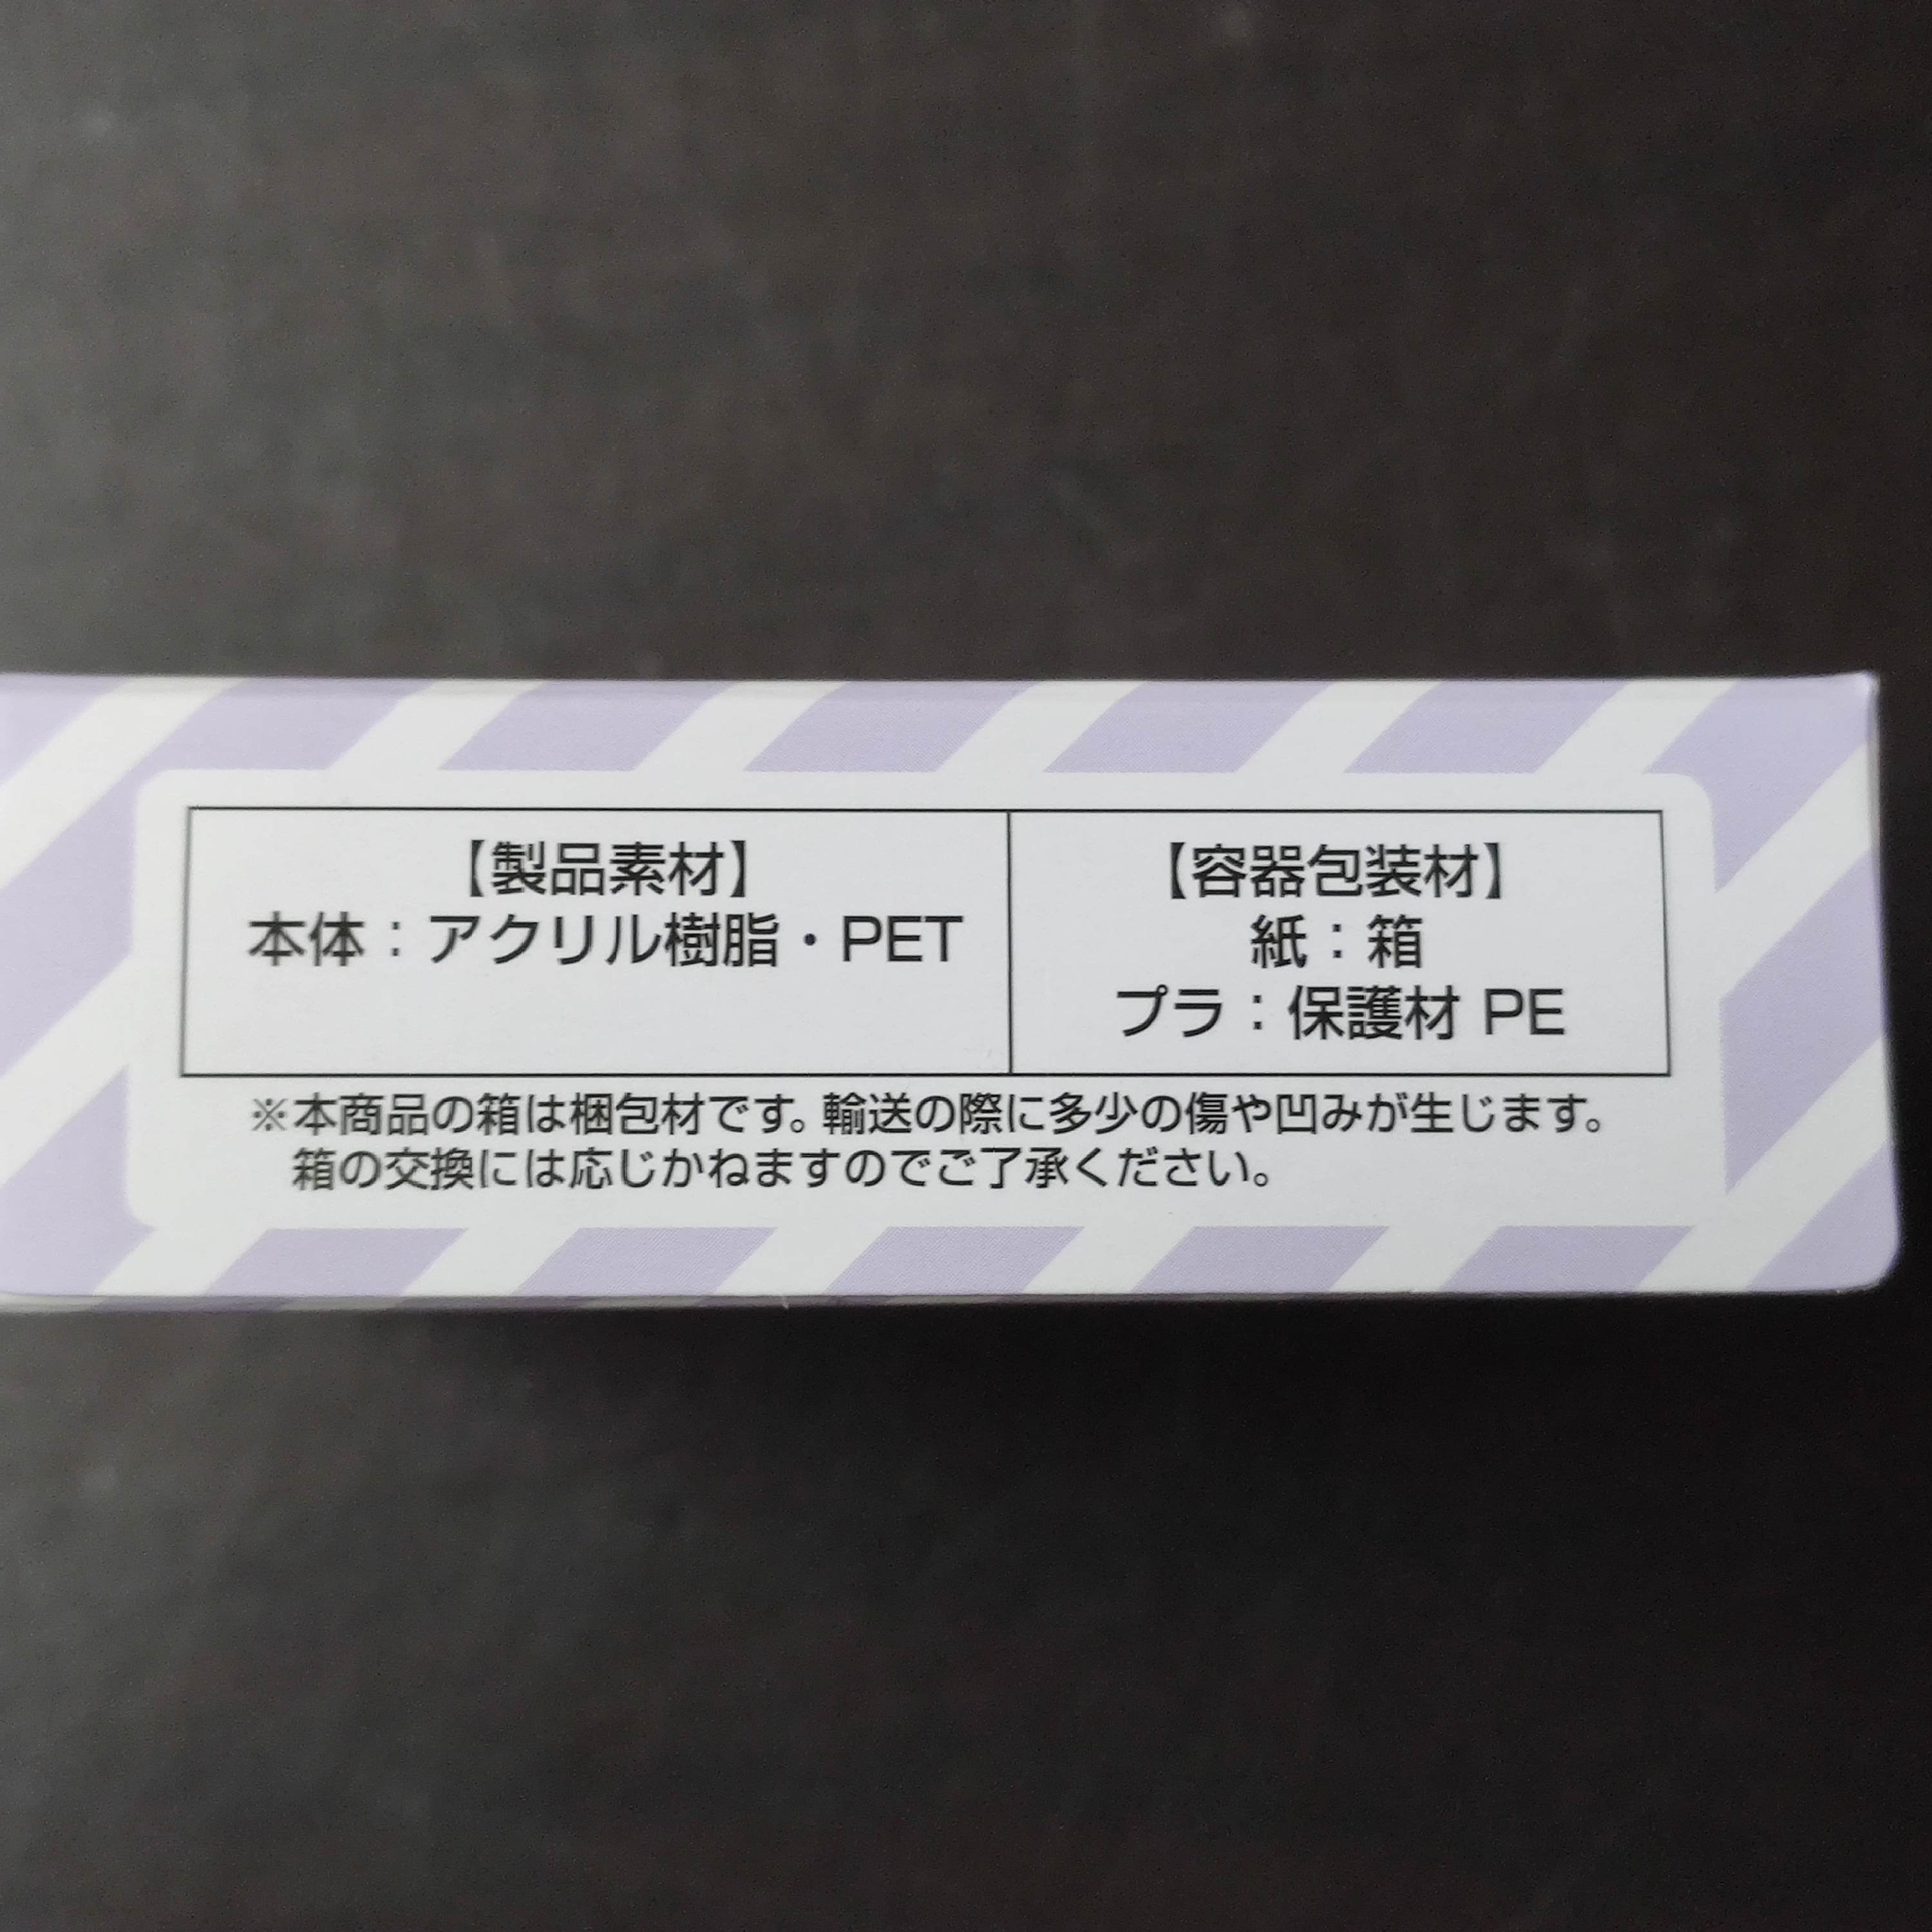 【製品素材】
本体：アクリル樹脂・PET
【容器包装材】
紙：箱
プラ：保護材 PE
※本商品の箱は梱包材です。輸送の際に多少の傷や凹みが生じます。
箱の交換には応じかねますのでご了承ください。